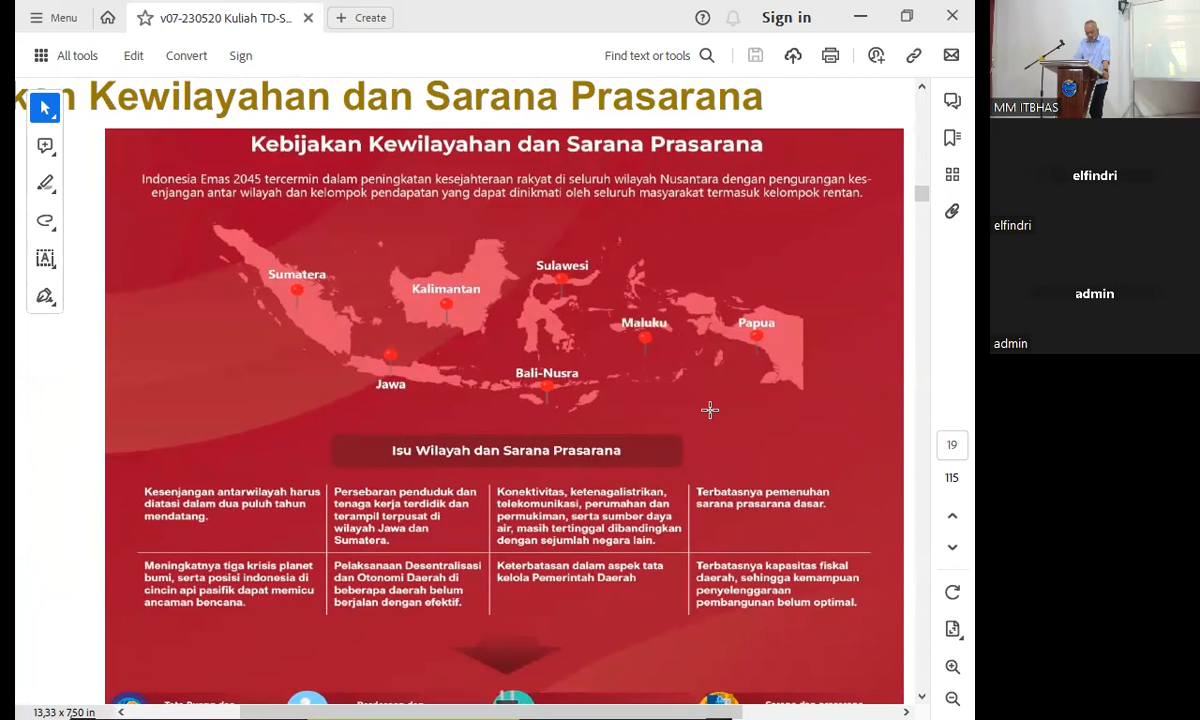 Menu
v07-230520 Kuliah TD-S...
Create
Sign in
All tools
Edit
Convert
Sign
Find text or tools
Kewilayahan dan Sarana Prasarana
Kebijakan Kewilayahan dan Sarana Prasarana
Indonesia Emas 2045 tercermin dalam peningkatan kesejahteraan rakyat di seluruh wilayah Nusantara dengan pengurangan kes-
enjangan antar wilayah dan kelompok pendapatan yang dapat dinikmati oleh seluruh masyarakat termasuk kelompok rentan.
Sumatera
Kalimantan
Sulawesi
Maluku
Papua
Jawa
Bali-Nusra
Isu Wilayah dan Sarana Prasarana
Kesenjangan antarwilayah harus
diatasi dalam dua puluh tahun
mendatang.
Persebaran penduduk dan
tenaga kerja terdidik dan
terampil terpusat di
wilayah Jawa dan
Sumatera.
Konektivitas, ketenagalistrikan,
telekomunikasi, perumahan dan
permukiman, serta sumber daya
air, masih tertinggal dibandingkan
dengan sejumlah negara lain.
Terbatasnya pemenuhan
sarana prasarana dasar.
Meningkatnya tiga krisis planet
bumi, serta posisi indonesia di
cincin api pasifik dapat memicu
ancaman bencana.
Pelaksanaan Desentralisasi
dan Otonomi Daerah di
beberapa daerah belum
berjalan dengan efektif.
Keterbatasan dalam aspek tata
kelola Pemerintah Daerah
Terbatasnya kapasitas fiskal
daerah, sehingga kemampuan
penyelenggaraan
pembangunan belum optimal.
19
115
13,33 x 7,50 in
MM ITBHAS
elfindri
elfindri
admin
admin